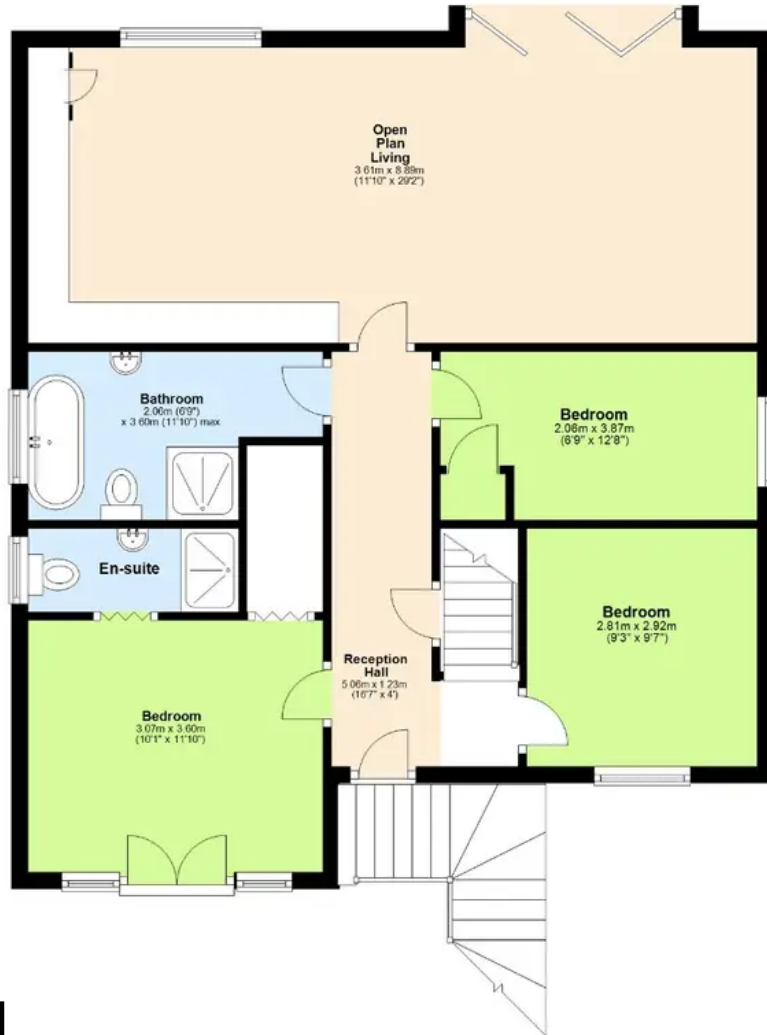 Open
Plan
Living
3.61m x 8.89m
(11'10" x 29'2")
Bathroom
2.06m (6'9")
x 3.60m (11'10") max
Bedroom
2.06m x 3.87m
(6'9" x 12'8")
En-suite
Bedroom
2.81m x 2.92m
(9'3" x 9'7")
Reception
Hall
5.06m x 1.23m
(16'7" x 4')
Bedroom
3.07m x 3.60m
(10'1" x 11'10")